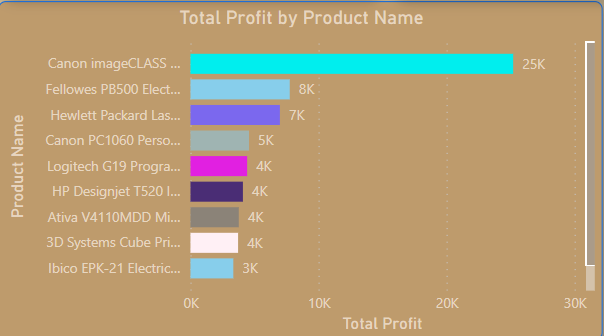 Total Profit by Product Name
Product Name
Canon imageCLASS ... 25K
Fellowes PB500 Elect... 8K
Hewlett Packard Las... 7K
Canon PC1060 Perso... 5K
Logitech G19 Progra... 4K
HP Designjet T520 I... 4K
Ativa V4110MDD Mi... 4K
3D Systems Cube Pri... 4K
Ibico EPK-21 Electric... 3K
0K 10K 20K 30K
Total Profit